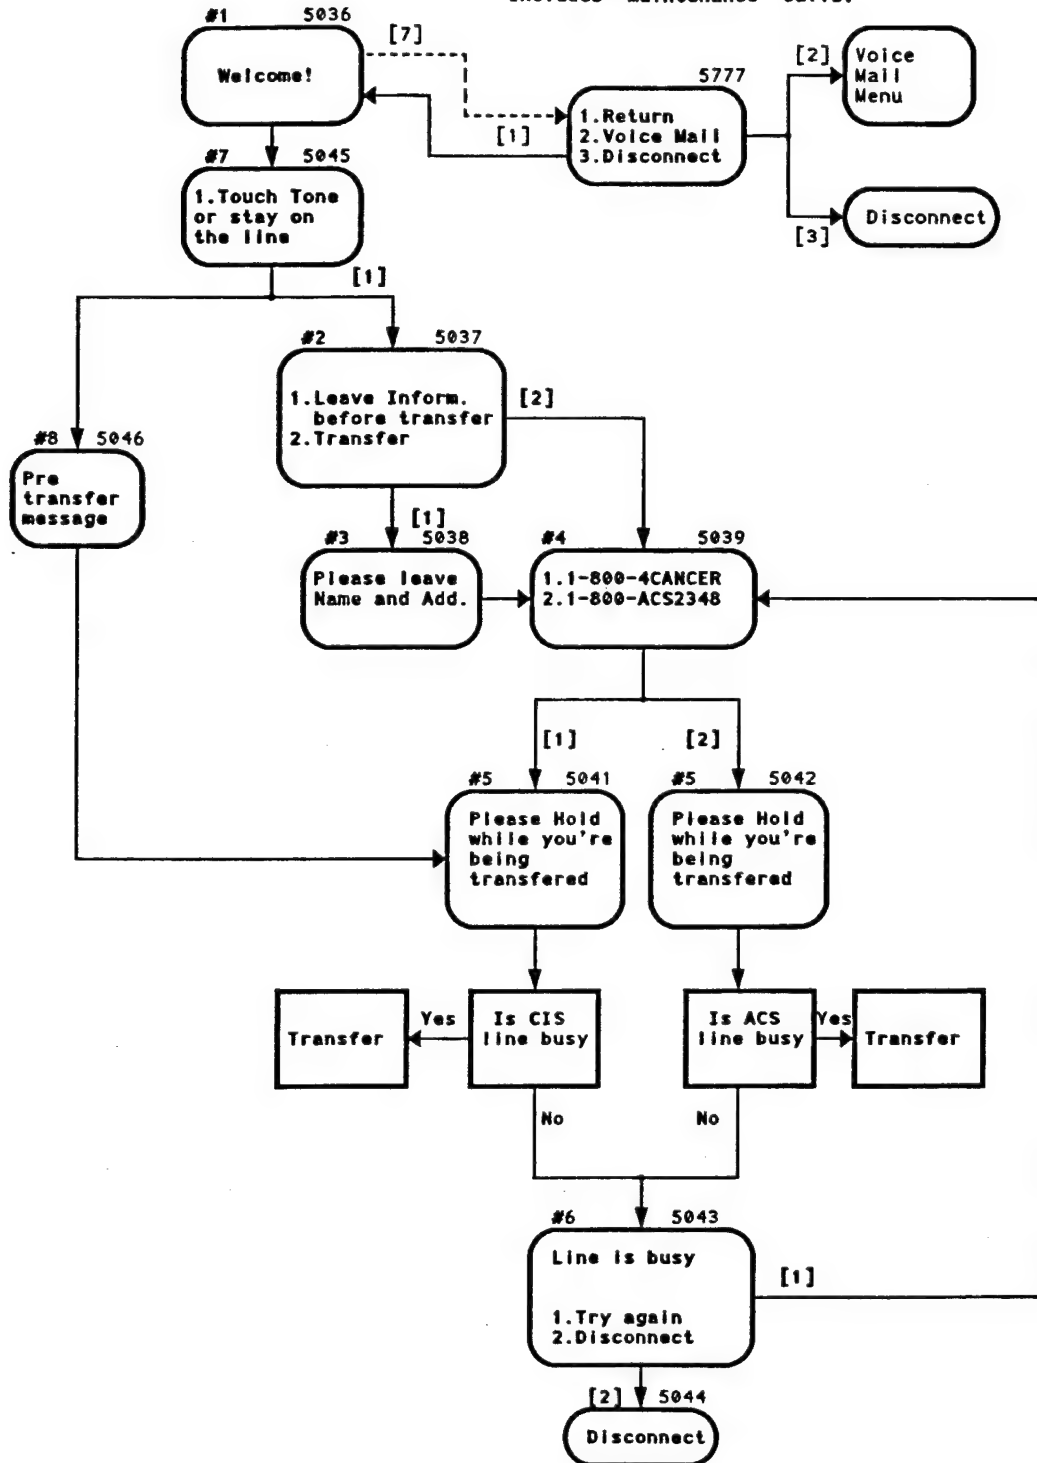 includes maintenance calls.
#1 5036
Welcome!
[7]
5777
1.Return
2.Voice Mail
3.Disconnect
[1]
[2]
Voice
Mail
Menu
Disconnect
[3]
#7 5045
1.Touch Tone
or stay on
the line
[1]
#2 5037
1.Leave Inform.
before transfer
2.Transfer
[2]
#8 5046
Pre
transfer
message
[1]
#3 5038
Please leave
Name and Add.
#4 5039
1.1-800-4CANCER
2.1-800-ACS2348
[1]
[2]
#5 5041
Please Hold
while you're
being
transfered
#5 5042
Please Hold
while you're
being
transfered
Transfer
Yes
Is CIS
line busy
Is ACS
line busy
Yes
Transfer
No
No
#6 5043
Line is busy
1.Try again
2.Disconnect
[1]
[2] 5044
Disconnect